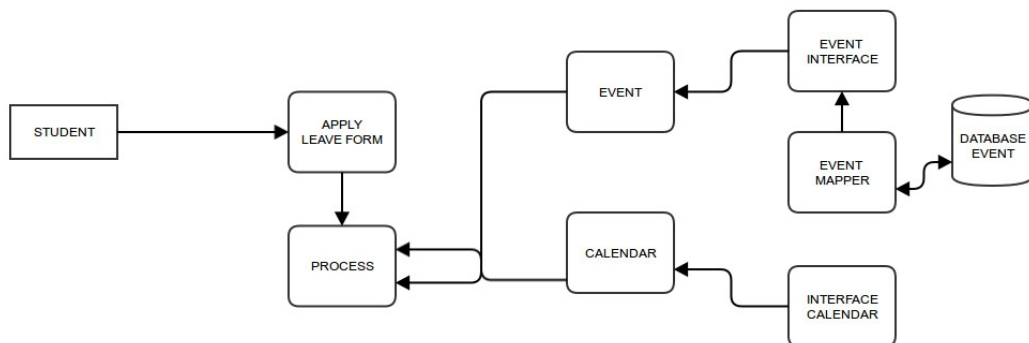 STUDENT
APPLY
LEAVE FORM
PROCESS
EVENT
CALENDAR
EVENT
INTERFACE
EVENT
MAPPER
INTERFACE
CALENDAR
DATABASE
EVENT